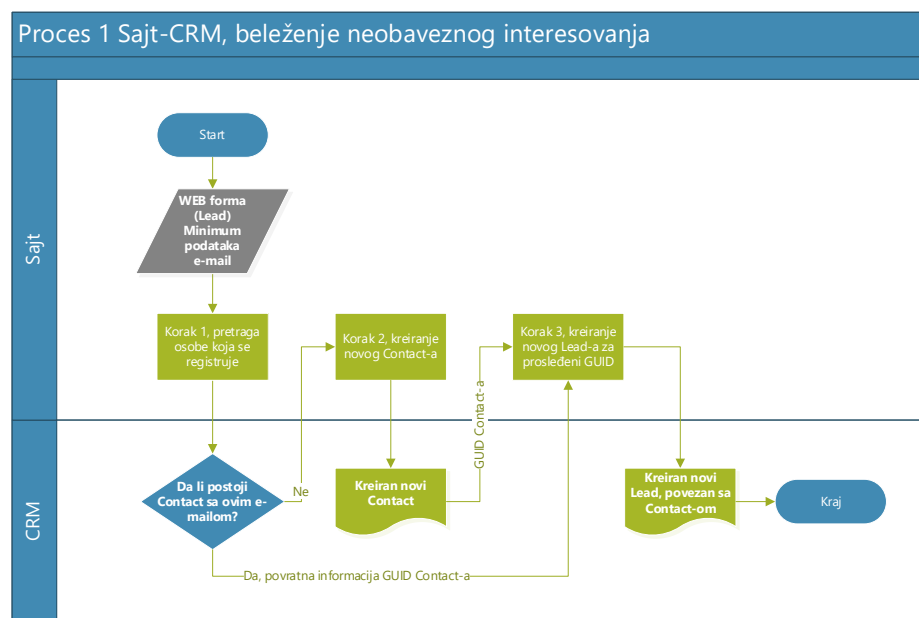 Proces 1 Sajt-CRM, beleženje neobaveznog interesovanja
Sajt
Start
WEB forma
(Lead)
Minimum
podataka
e-mail
Korak 1, pretraga
osobe koja se
registruje
Korak 2, kreiranje
novog Contact-a
Korak 3, kreiranje
novog Lead-a za
prosleđeni GUID
GUID Contact-a
CRM
Da li postoji
Contact sa ovim e-
mailom?
Ne
Kreiran novi
Contact
Kreiran novi
Lead, povezan sa
Contact-om
Kraj
Da, povratna informacija GUID Contact-a